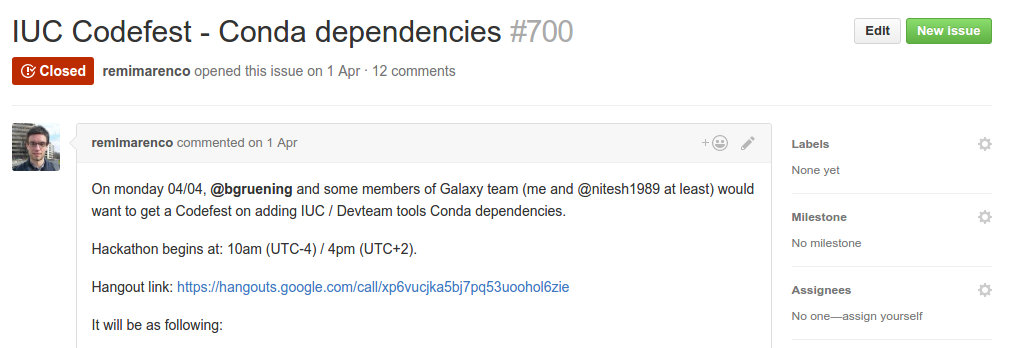 IUC Codefest - Conda dependencies #700
Edit
New issue
Closed
remimarenco opened this issue on 1 Apr · 12 comments
remimarenco commented on 1 Apr
On monday 04/04, @bgruening and some members of Galaxy team (me and @nitesh1989 at least) would
want to get a Codefest on adding IUC / Devteam tools Conda dependencies.
Hackathon begins at: 10am (UTC-4) / 4pm (UTC+2).
Hangout link: https://hangouts.google.com/call/xp6vucjka5bj7pq53uoohol6zie
It will be as following:
Labels
None yet
Milestone
No milestone
Assignees
No one—assign yourself